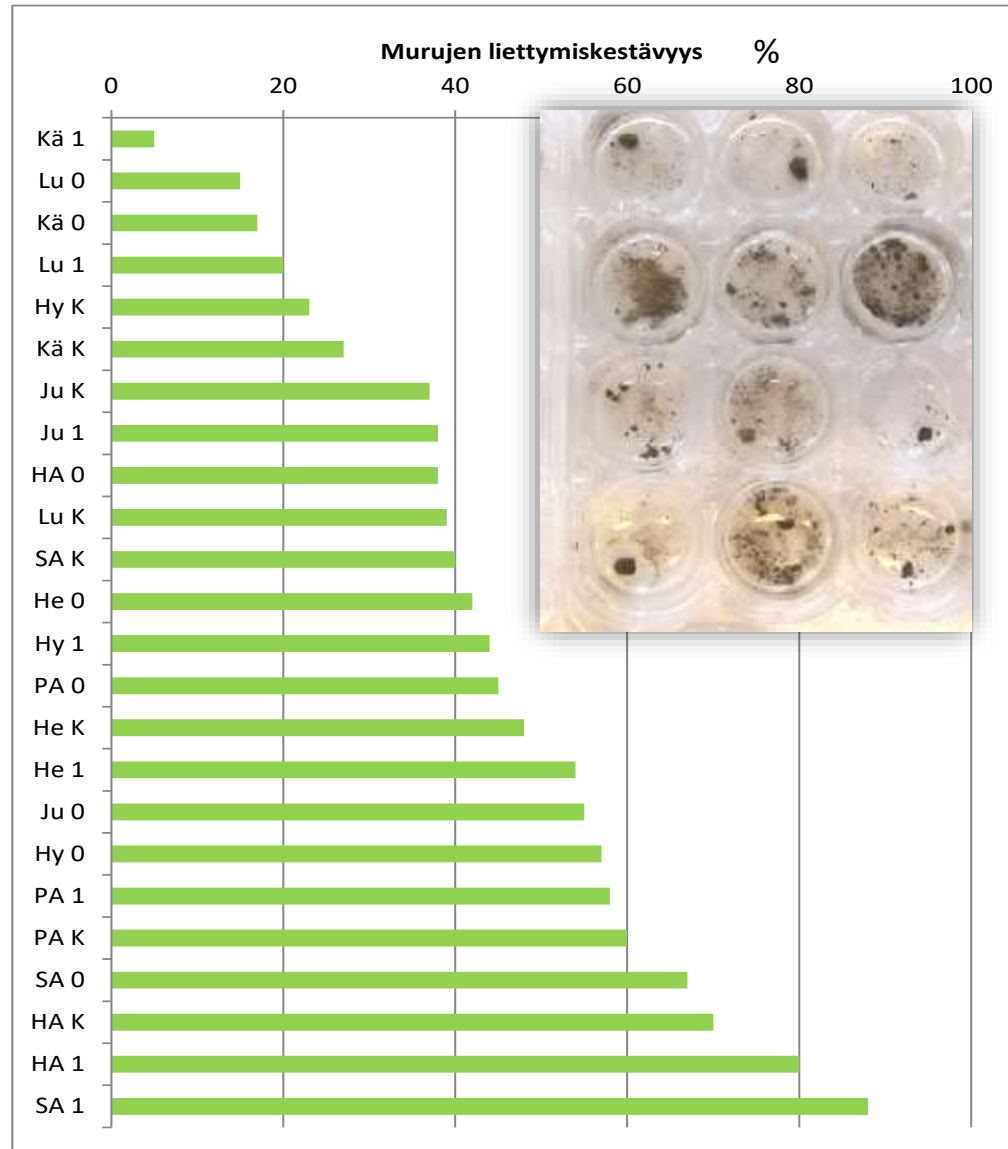 Murujen liettymiskestävyys %
0 20 40 60 80 100
Kä 1
Lu 0
Kä 0
Lu 1
Hy K
Kä K
Ju K
Ju 1
HA 0
Lu K
SA K
He 0
Hy 1
PA 0
He K
He 1
Ju 0
Hy 0
PA 1
PA K
SA 0
HA K
HA 1
SA 1